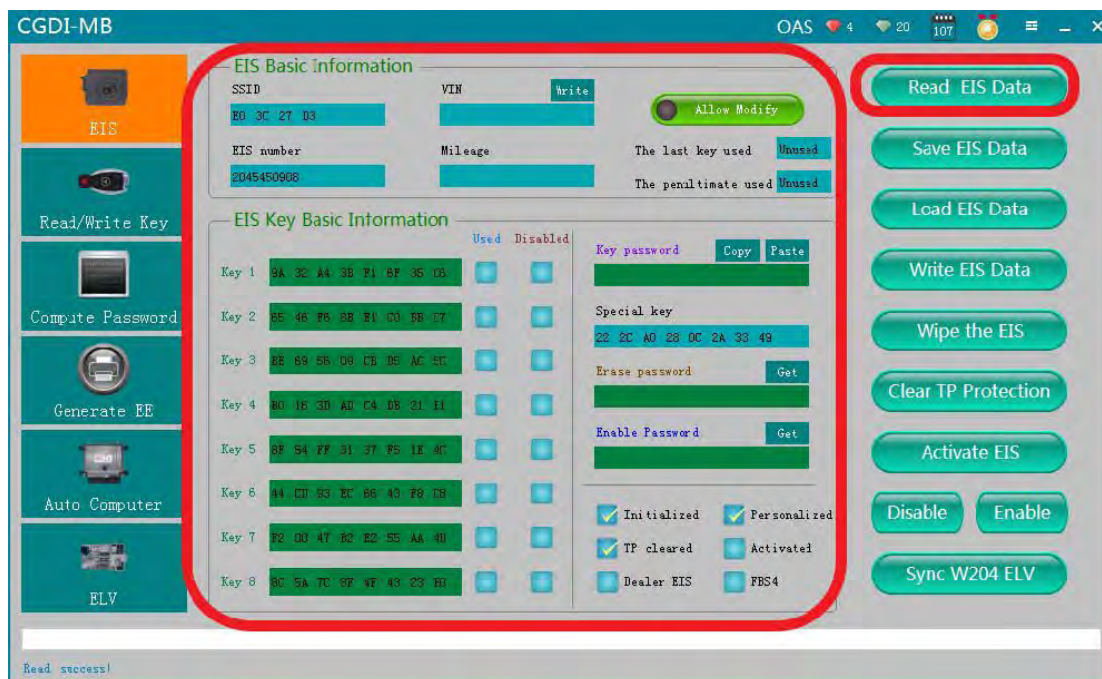 CGDI-MB
OAS 4 20 107
EIS
Read/Write Key
Compute Password
Generate EE
Auto Computer
ELV
EIS Basic Information
SSID VIN Write
E0 3C 27 D3
Allow Modify
EIS number Mileage The last key used Unused
2045450908
The penultimate used Unused
EIS Key Basic Information
Used Disabled
Key 1
Key 2
Key 3
Key 4
Key 5
Key 6
Key 7
Key 8
Key password Copy Paste
Special key
22 2C A0 28 0C 2A 33 49
Erase password Get
Enable Password Get
Initialized Personalized
TP cleared Activated
Dealer EIS FBS4
Read EIS Data
Save EIS Data
Load EIS Data
Write EIS Data
Wipe the EIS
Clear TP Protection
Activate EIS
Disable Enable
Sync W204 ELV
Read success!